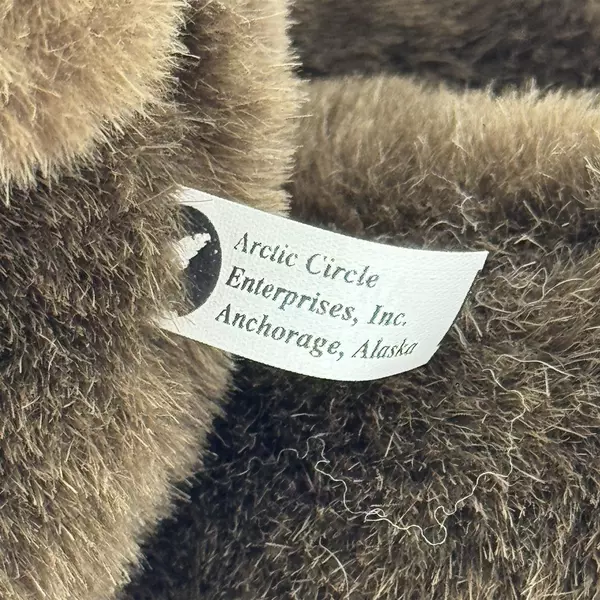 Arctic Circle
Enterprises, Inc.
Anchorage, Alaska